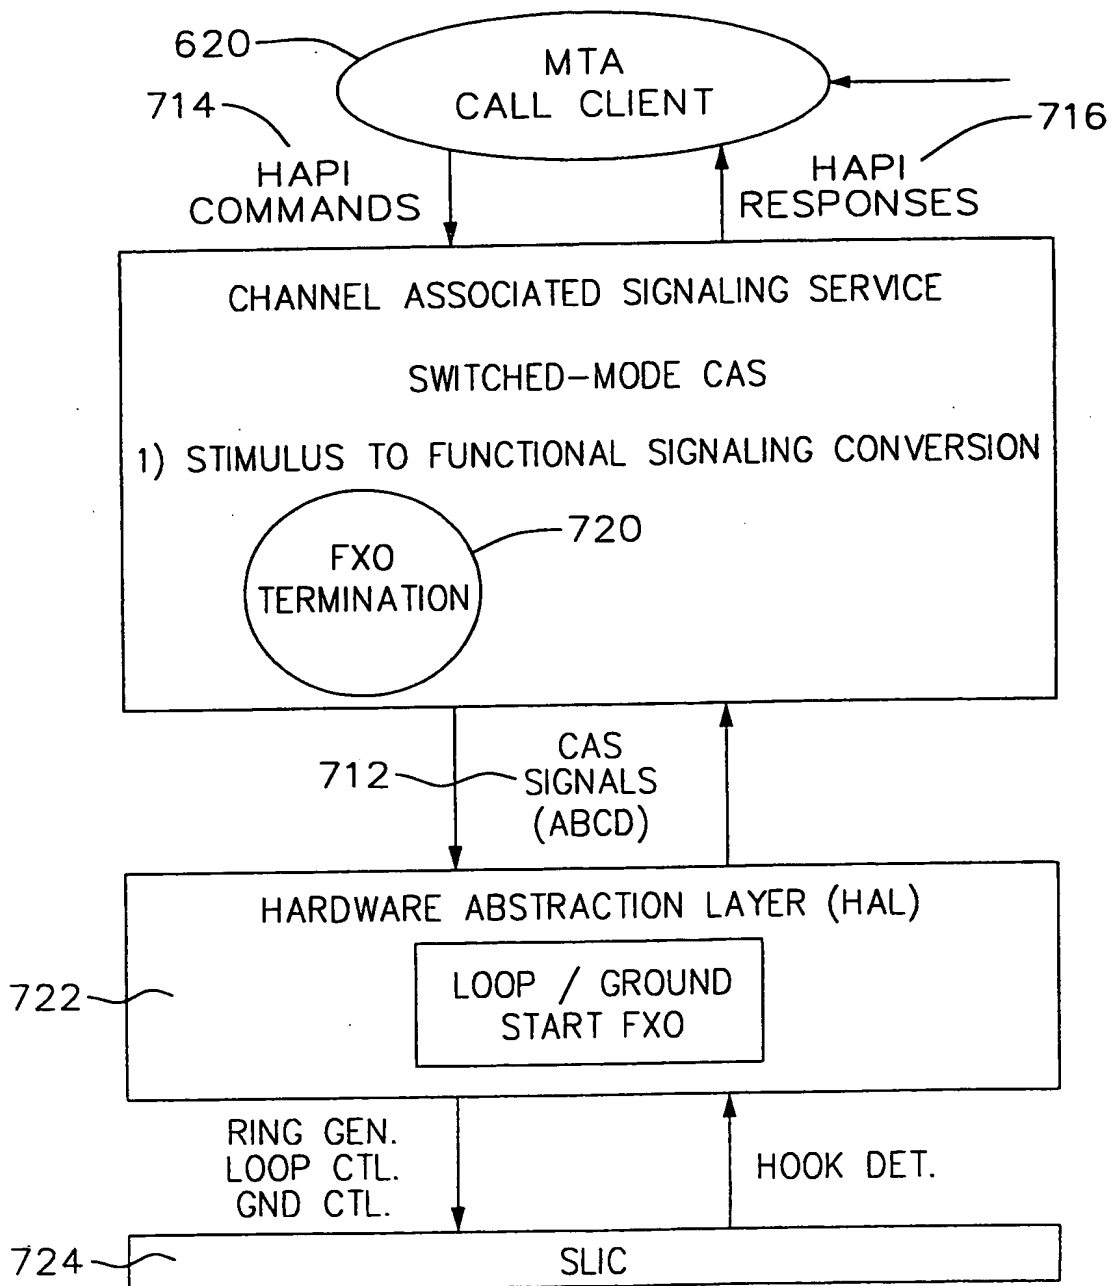 620
MTA
CALL CLIENT
714
716
HAPI
COMMANDS
HAPI
RESPONSES
CHANNEL ASSOCIATED SIGNALING SERVICE
SWITCHED-MODE CAS
1) STIMULUS TO FUNCTIONAL SIGNALING CONVERSION
FXO
TERMINATION
720
712
CAS
SIGNALS
(ABCD)
HARDWARE ABSTRACTION LAYER (HAL)
722
LOOP / GROUND
START FXO
RING GEN.
LOOP CTL.
GND CTL.
HOOK DET.
724
SLIC